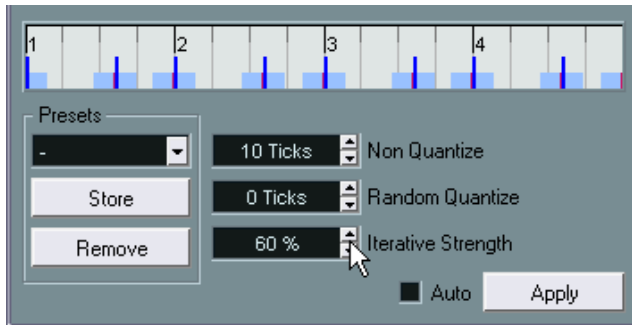 1 2 3 4
Presets
-
10 Ticks Non Quantize
Store
0 Ticks Random Quantize
Remove
60 % Iterative Strength
Auto
Apply